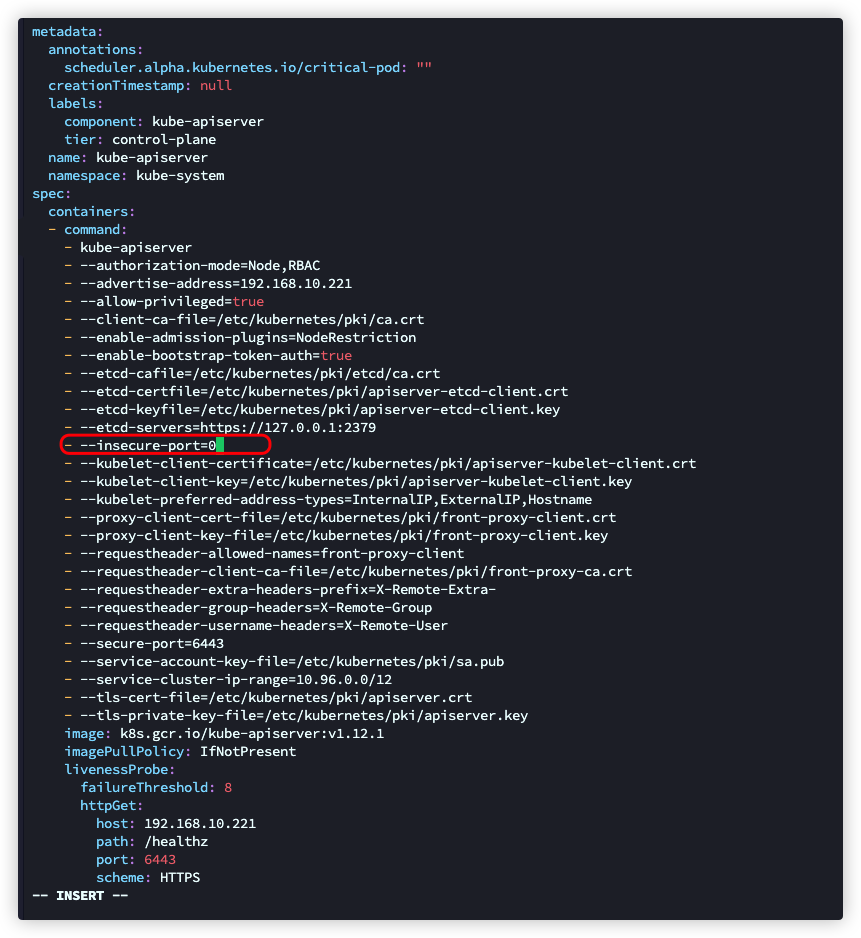 metadata:
  annotations:
    scheduler.alpha.kubernetes.io/critical-pod: ""
  creationTimestamp: null
  labels:
    component: kube-apiserver
    tier: control-plane
  name: kube-apiserver
  namespace: kube-system
spec:
  containers:
  - command:
    - kube-apiserver
    - --authorization-mode=Node,RBAC
    - --advertise-address=192.168.10.221
    - --allow-privileged=true
    - --client-ca-file=/etc/kubernetes/pki/ca.crt
    - --enable-admission-plugins=NodeRestriction
    - --enable-bootstrap-token-auth=true
    - --etcd-cafile=/etc/kubernetes/pki/etcd/ca.crt
    - --etcd-certfile=/etc/kubernetes/pki/apiserver-etcd-client.crt
    - --etcd-keyfile=/etc/kubernetes/pki/apiserver-etcd-client.key
    - --etcd-servers=https://127.0.0.1:2379
    - --insecure-port=0
    - --kubelet-client-certificate=/etc/kubernetes/pki/apiserver-kubelet-client.crt
    - --kubelet-client-key=/etc/kubernetes/pki/apiserver-kubelet-client.key
    - --kubelet-preferred-address-types=InternalIP,ExternalIP,Hostname
    - --proxy-client-cert-file=/etc/kubernetes/pki/front-proxy-client.crt
    - --proxy-client-key-file=/etc/kubernetes/pki/front-proxy-client.key
    - --requestheader-allowed-names=front-proxy-client
    - --requestheader-client-ca-file=/etc/kubernetes/pki/front-proxy-ca.crt
    - --requestheader-extra-headers-prefix=X-Remote-Extra-
    - --requestheader-group-headers=X-Remote-Group
    - --requestheader-username-headers=X-Remote-User
    - --secure-port=6443
    - --service-account-key-file=/etc/kubernetes/pki/sa.pub
    - --service-cluster-ip-range=10.96.0.0/12
    - --tls-cert-file=/etc/kubernetes/pki/apiserver.crt
    - --tls-private-key-file=/etc/kubernetes/pki/apiserver.key
    image: k8s.gcr.io/kube-apiserver:v1.12.1
    imagePullPolicy: IfNotPresent
    livenessProbe:
      failureThreshold: 8
      httpGet:
        host: 192.168.10.221
        path: /healthz
        port: 6443
        scheme: HTTPS
-- INSERT --